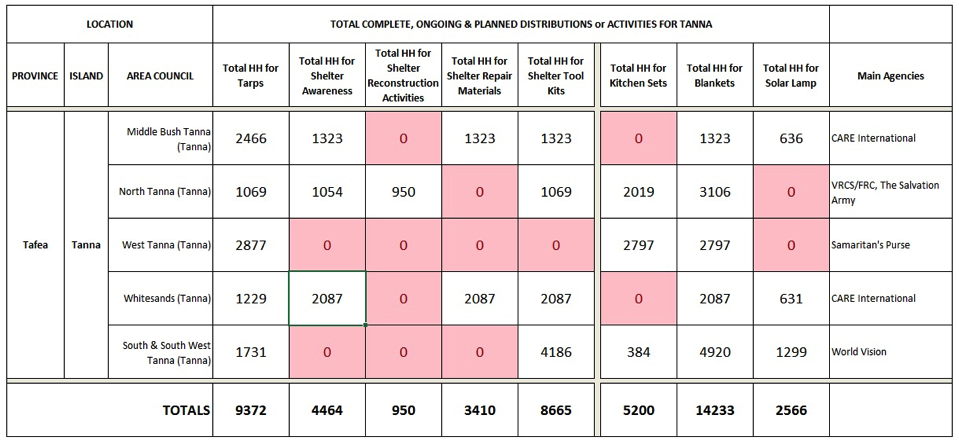 LOCATION TOTAL COMPLETE, ONGOING & PLANNED DISTRIBUTIONS or ACTIVITIES FOR TANNA
PROVINCE ISLAND AREA COUNCIL Total HH for Tarps Total HH for Shelter Awareness Total HH for Shelter Reconstruction Activities Total HH for Shelter Repair Materials Total HH for Shelter Tool Kits Total HH for Kitchen Sets Total HH for Blankets Total HH for Solar Lamp Main Agencies
Tafea Tanna
Middle Bush Tanna (Tanna) 2466 1323 0 1323 1323 0 1323 636 CARE International
North Tanna (Tanna) 1069 1054 950 0 1069 2019 3106 0 VRCS/FRC, The Salvation Army
West Tanna (Tanna) 2877 0 0 0 0 2797 2797 0 Samaritan's Purse
Whitesands (Tanna) 1229 2087 0 2087 2087 0 2087 631 CARE International
South & South West Tanna (Tanna) 1731 0 0 0 4186 384 4920 1299 World Vision
TOTALS 9372 4464 950 3410 8665 5200 14233 2566